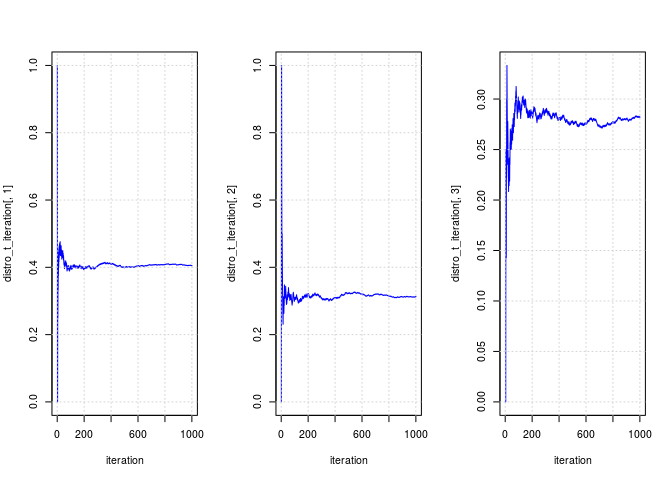 distro_t_iteration[, 1]
1.0
0.8
0.6
0.4
0.2
0.0
0 200 600 1000
iteration
distro_t_iteration[, 2]
1.0
0.8
0.6
0.4
0.2
0.0
0 200 600 1000
iteration
distro_t_iteration[, 3]
0.30
0.25
0.20
0.15
0.10
0.05
0.00
0 200 600 1000
iteration